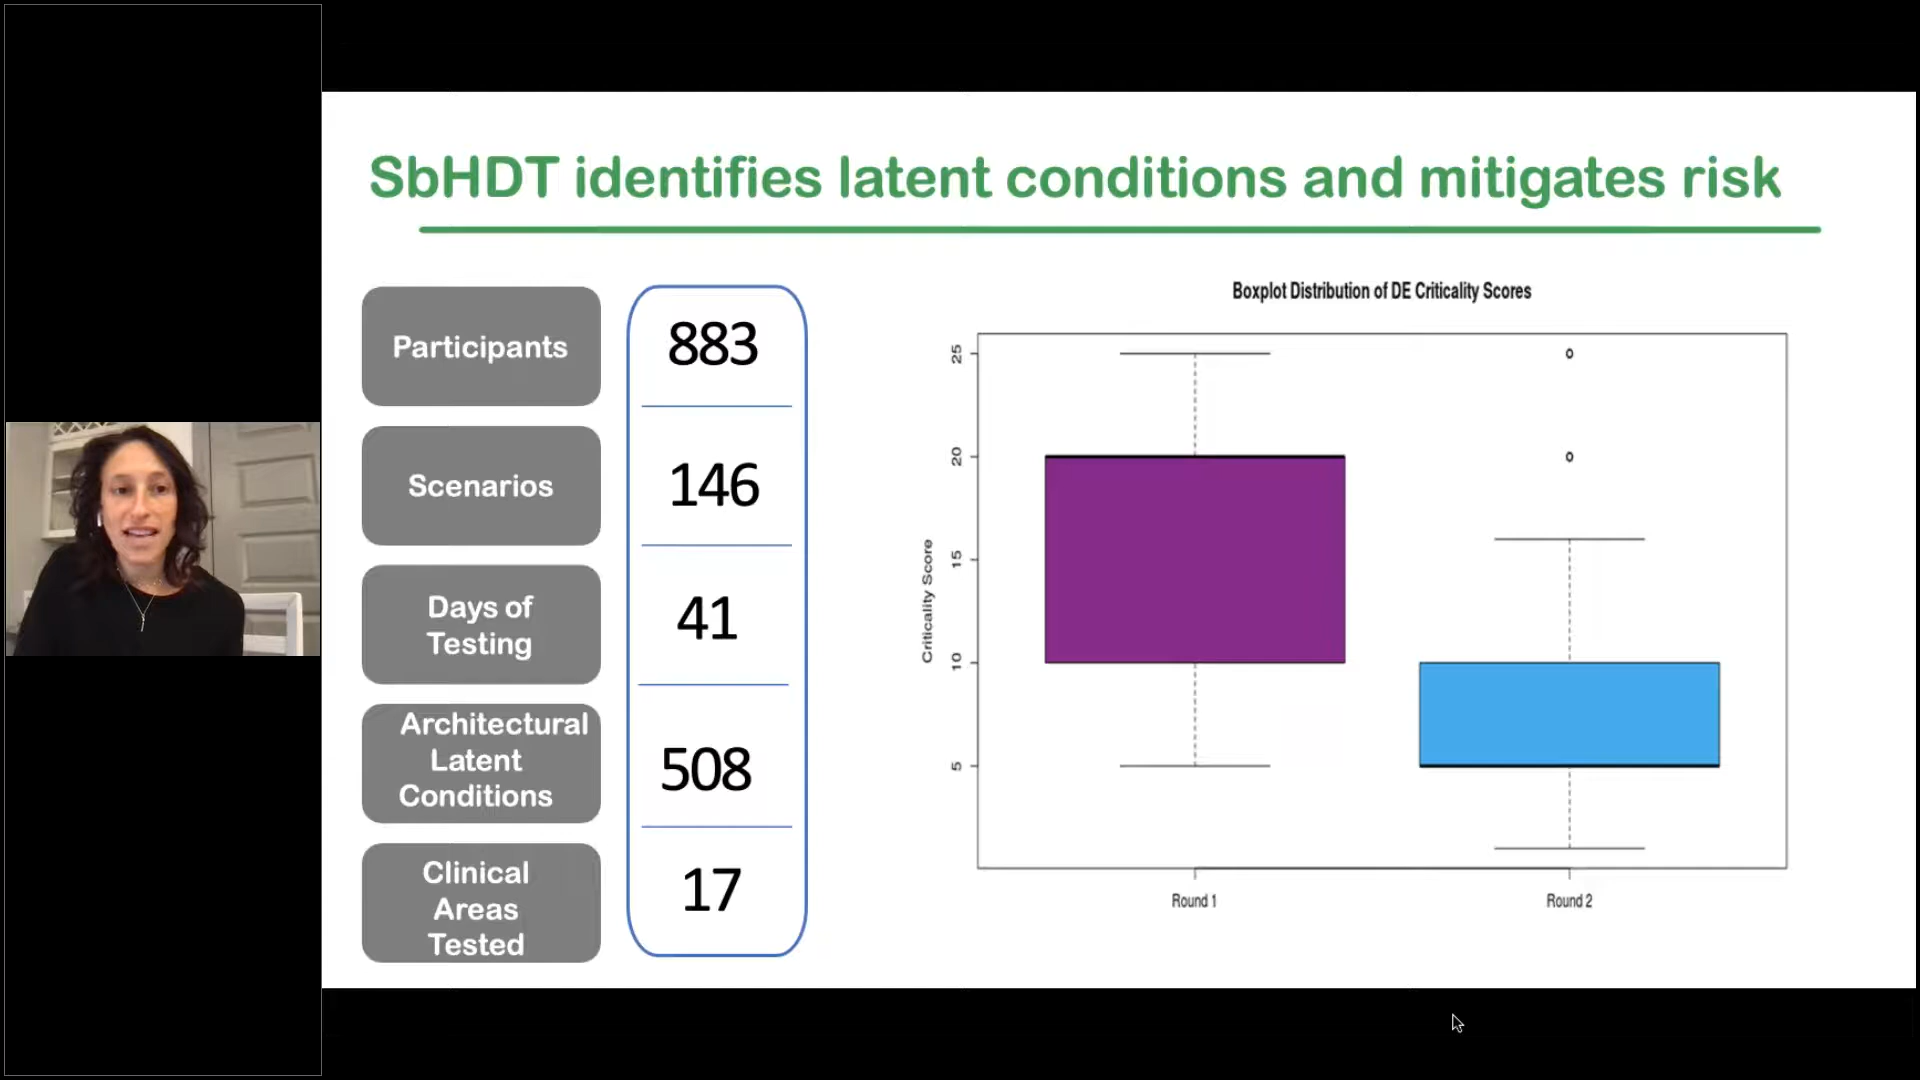 SbHDT identifies latent conditions and mitigates risk
Participants
883
Scenarios
146
Days of
Testing
41
Architectural
Latent
Conditions
508
Clinical
Areas
Tested
17
Boxplot Distribution of DE Criticality Scores
Criticality Score
25
20
15
10
5
Round 1
Round 2